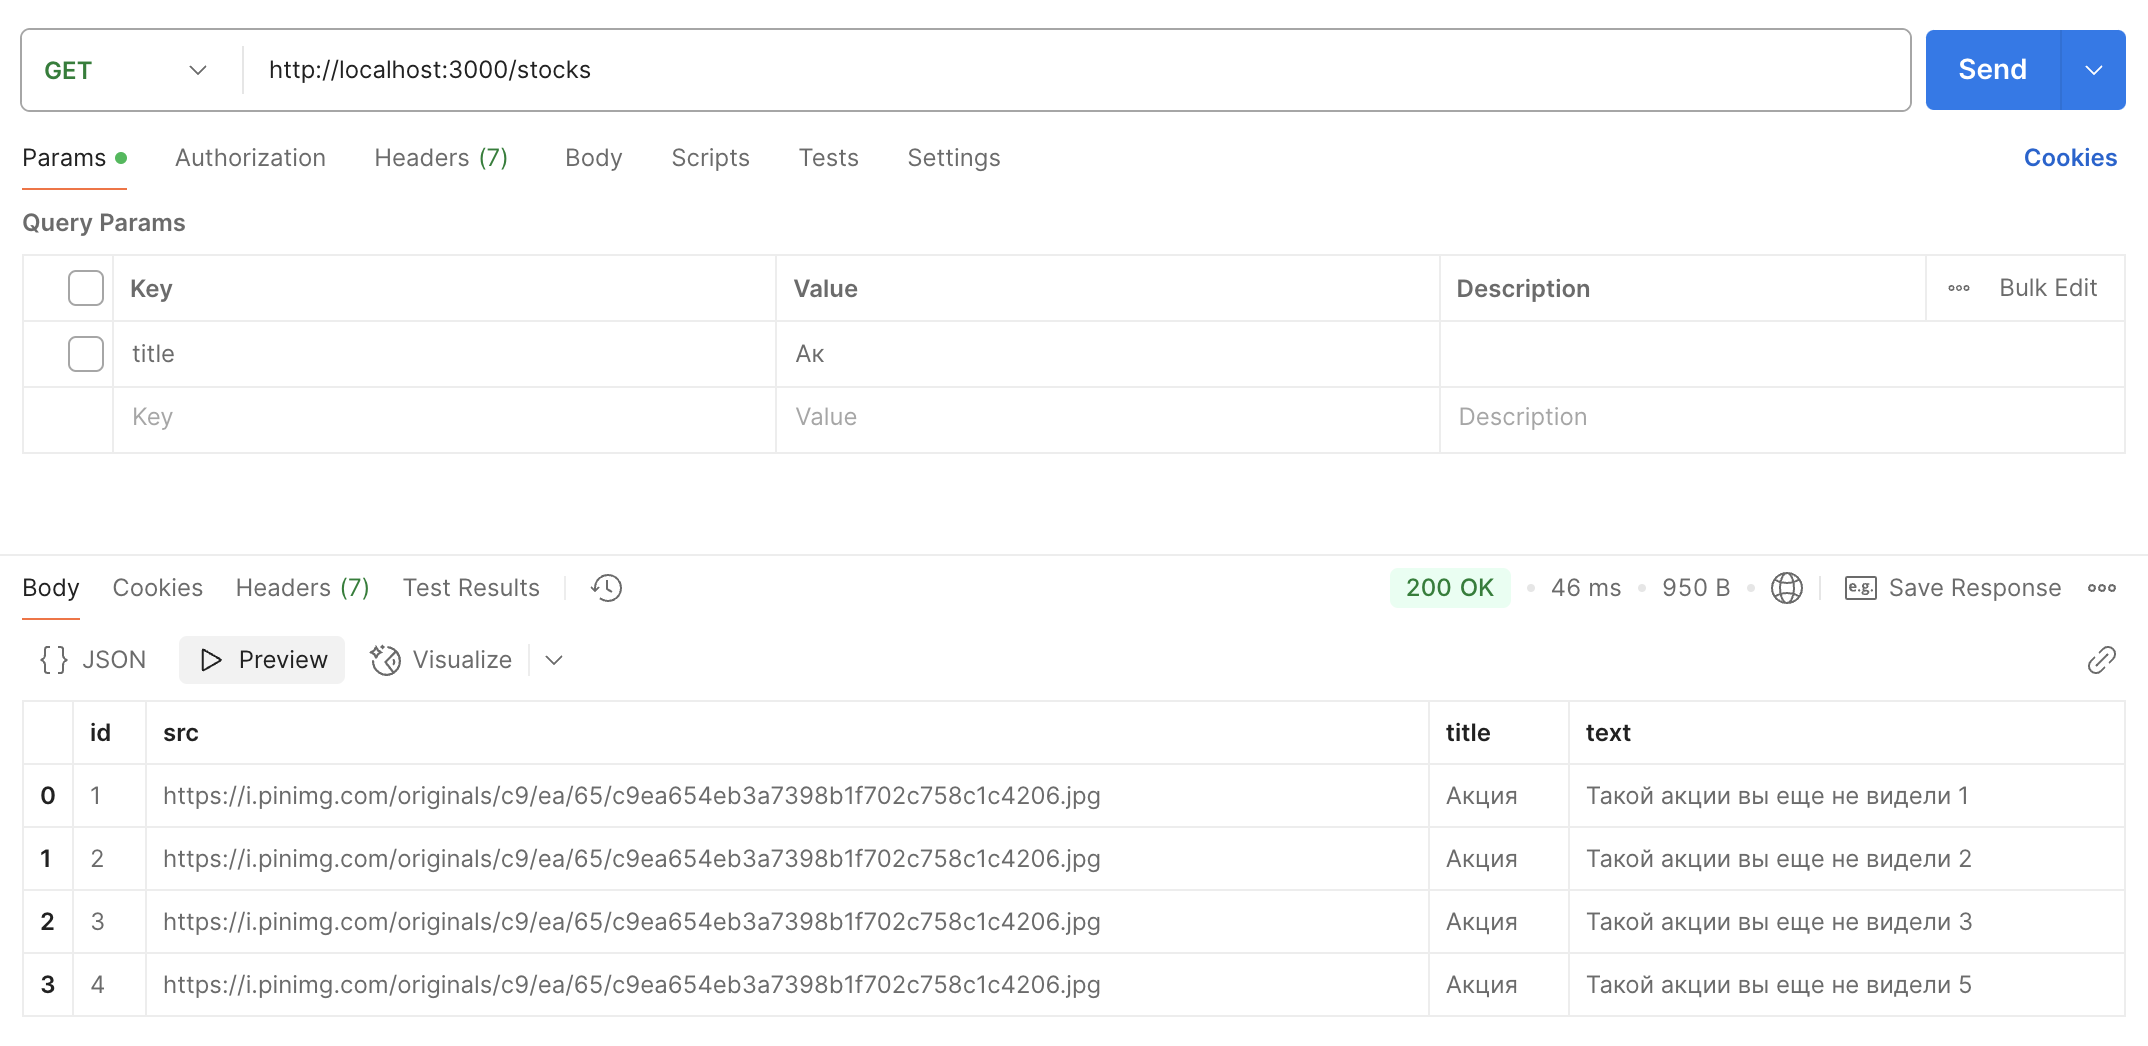 GET http://localhost:3000/stocks Send
Params Authorization Headers (7) Body Scripts Tests Settings Cookies
Query Params
Key Value Description Bulk Edit
title Ак
Key Value Description
Body Cookies Headers (7) Test Results 200 OK 46 ms 950 B e.g. Save Response
{ } JSON Preview Visualize
id src title text
0 1 https://i.pinimg.com/originals/c9/ea/65/c9ea654eb3a7398b1f702c758c1c4206.jpg Акция Такой акции вы еще не видели 1
1 2 https://i.pinimg.com/originals/c9/ea/65/c9ea654eb3a7398b1f702c758c1c4206.jpg Акция Такой акции вы еще не видели 2
2 3 https://i.pinimg.com/originals/c9/ea/65/c9ea654eb3a7398b1f702c758c1c4206.jpg Акция Такой акции вы еще не видели 3
3 4 https://i.pinimg.com/originals/c9/ea/65/c9ea654eb3a7398b1f702c758c1c4206.jpg Акция Такой акции вы еще не видели 5